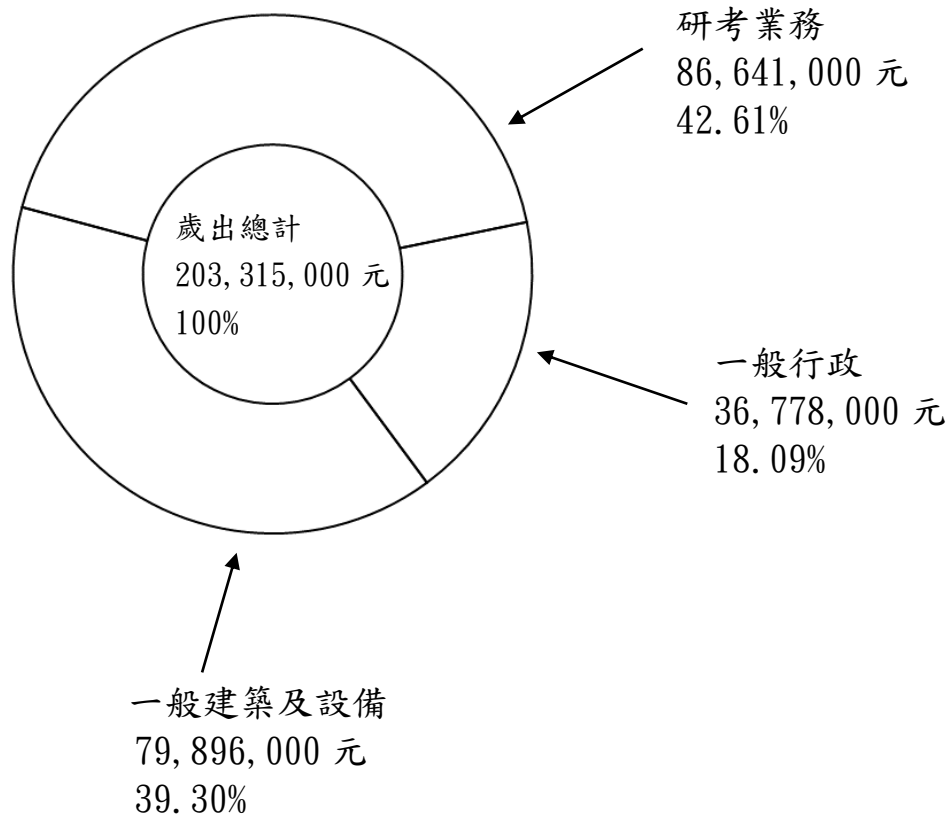 研考業務
86,641,000 元
42.61%
歲出總計
203,315,000 元
100%
一般行政
36,778,000 元
18.09%
一般建築及設備
79,896,000 元
39.30%